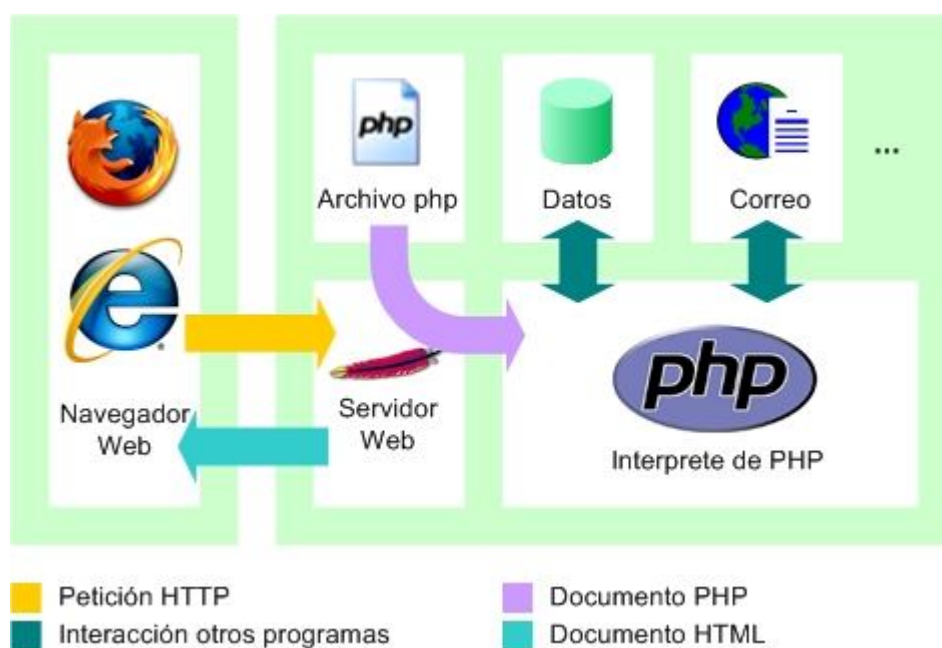 php
Archivo php
Datos
Correo
...
Navegador
Web
Servidor
Web
php
Interprete de PHP
Petición HTTP
Interacción otros programas
Documento PHP
Documento HTML